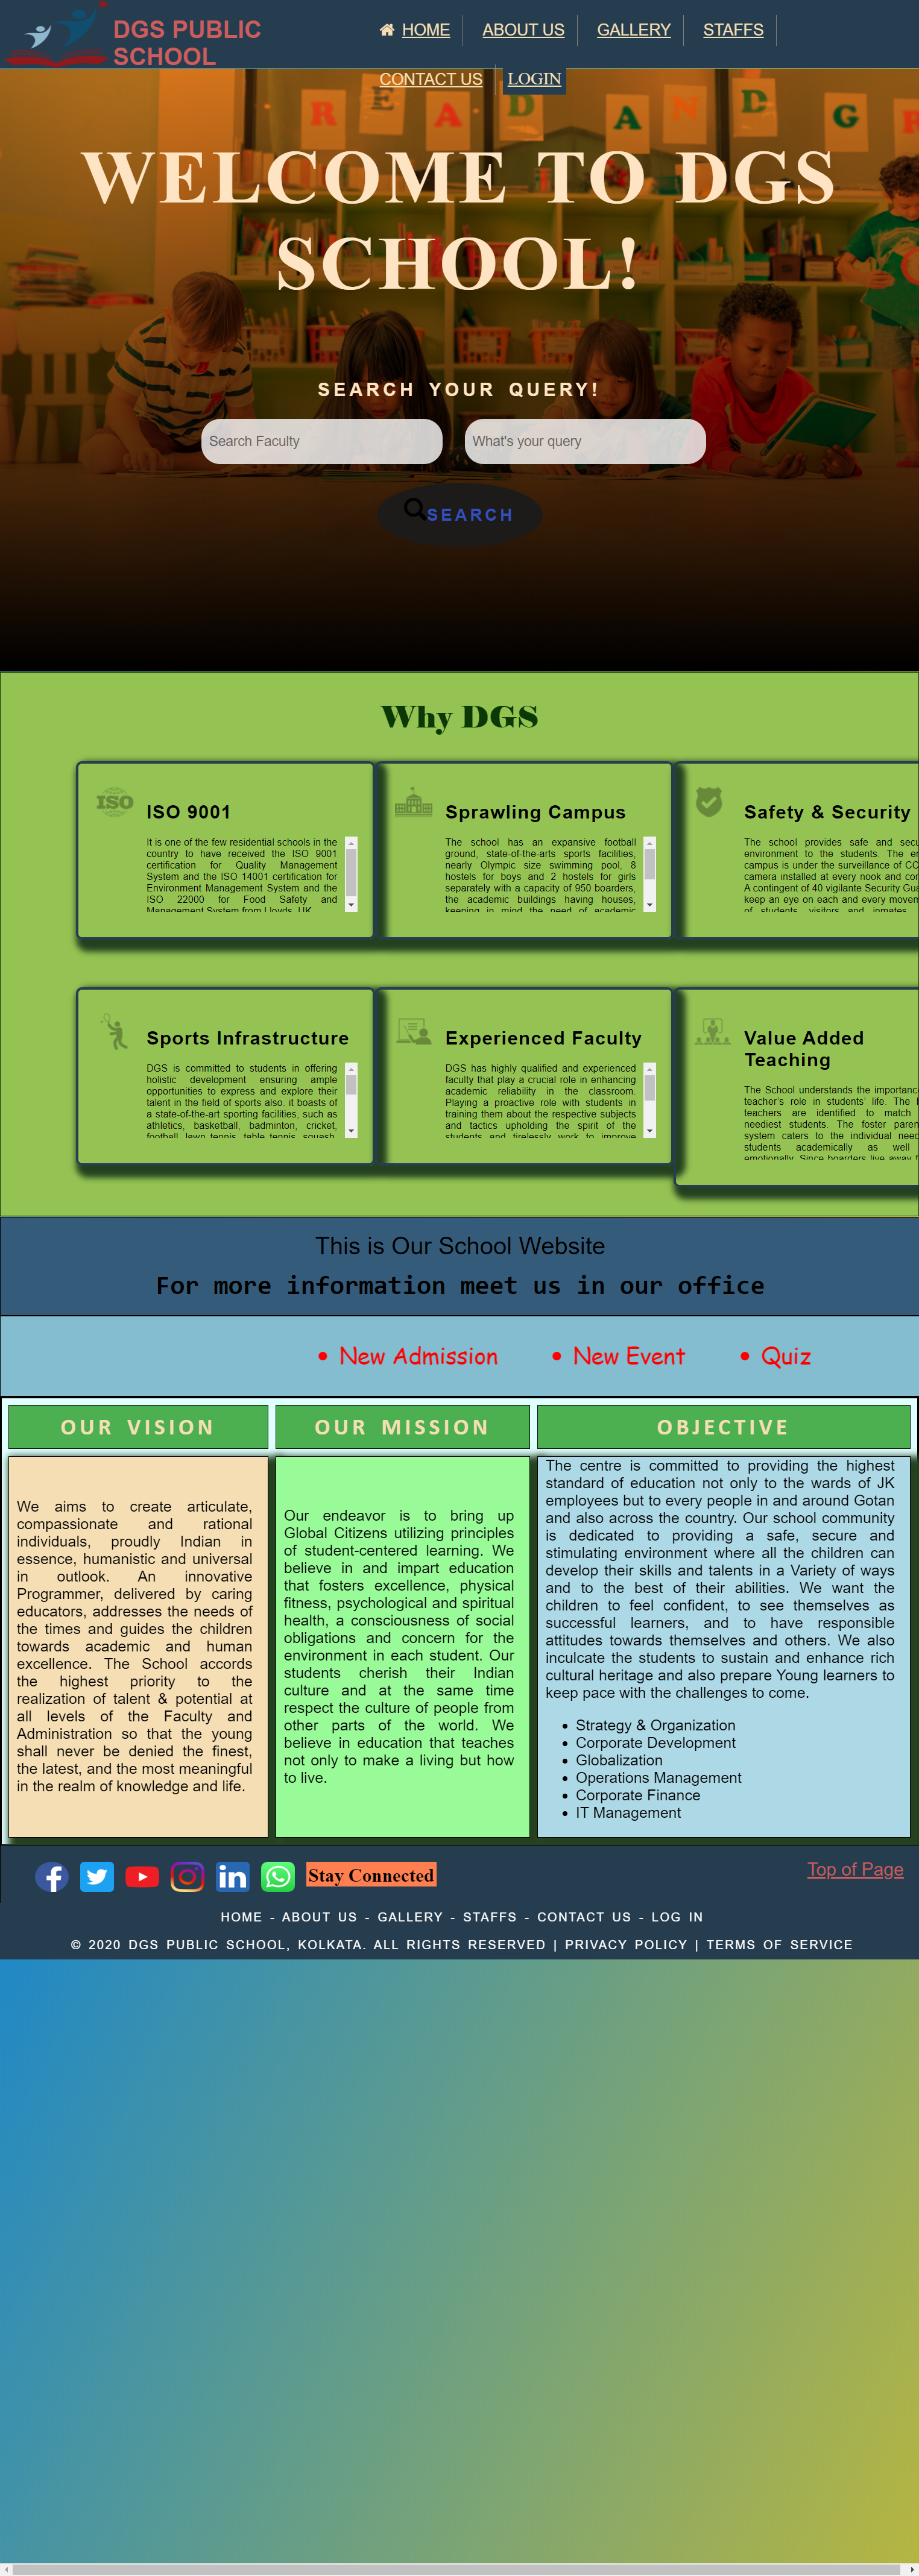 DGS PUBLIC
SCHOOL
HOME
ABOUT US
GALLERY
STAFFS
CONTACT US
LOGIN
READ
AND
G
WELCOME TO DGS
SCHOOL!
SEARCH YOUR QUERY!
Search Faculty
What's your query
SEARCH
Why DGS
ISO
ISO 9001
It is one of the few residential schools in the
country to have received the ISO 9001
certification for Quality Management
System and the ISO 14001 certification for
Environment Management System and the
ISO 22000 for Food Safety and
Management System from Lloyds, UK.
Sprawling Campus
The school has an expansive football
ground, state-of-the-arts sports facilities,
nearly Olympic size swimming pool, 8
hostels for boys and 2 hostels for girls
separately with a capacity of 950 boarders,
the academic buildings having houses,
keeping in mind the need of academic
Safety & Security
The school provides safe and secu
environment to the students. The en
campus is under the surveillance of CC
camera installed at every nook and cor
A contingent of 40 vigilante Security Gua
keep an eye on each and every movem
of students, visitors and inmates.
Sports Infrastructure
DGS is committed to students in offering
holistic development ensuring ample
opportunities to express and explore their
talent in the field of sports also. it boasts of
a state-of-the-art sporting facilities, such as
athletics, basketball, badminton, cricket,
football, lawn tennis, table tennis, squash,
Experienced Faculty
DGS has highly qualified and experienced
faculty that play a crucial role in enhancing
academic reliability in the classroom.
Playing a proactive role with students in
training them about the respective subjects
and tactics upholding the spirit of the
students and tirelessly work to improve
Value Added
Teaching
The School understands the importance
teacher's role in students' life. The b
teachers are identified to match
neediest students. The foster paren
system caters to the individual need
students academically as well
emotionally. Since boarders live away f
This is Our School Website
For more information meet us in our office
• New Admission
• New Event
• Quiz
OUR VISION
OUR MISSION
OBJECTIVE
We aims to create articulate,
compassionate and rational
individuals, proudly Indian in
essence, humanistic and universal
in outlook. An innovative
Programmer, delivered by caring
educators, addresses the needs of
the times and guides the children
towards academic and human
excellence. The School accords
the highest priority to the
realization of talent & potential at
all levels of the Faculty and
Administration so that the young
shall never be denied the finest,
the latest, and the most meaningful
in the realm of knowledge and life.
Our endeavor is to bring up
Global Citizens utilizing principles
of student-centered learning. We
believe in and impart education
that fosters excellence, physical
fitness, psychological and spiritual
health, a consciousness of social
obligations and concern for the
environment in each student. Our
students cherish their Indian
culture and at the same time
respect the culture of people from
other parts of the world. We
believe in education that teaches
not only to make a living but how
to live.
The centre is committed to providing the highest
standard of education not only to the wards of JK
employees but to every people in and around Gotan
and also across the country. Our school community
is dedicated to providing a safe, secure and
stimulating environment where all the children can
develop their skills and talents in a Variety of ways
and to the best of their abilities. We want the
children to feel confident, to see themselves as
successful learners, and to have responsible
attitudes towards themselves and others. We also
inculcate the students to sustain and enhance rich
cultural heritage and also prepare Young learners to
keep pace with the challenges to come.
• Strategy & Organization
• Corporate Development
• Globalization
• Operations Management
• Corporate Finance
• IT Management
Stay Connected
Top of Page
HOME - ABOUT US - GALLERY - STAFFS - CONTACT US - LOG IN
© 2020 DGS PUBLIC SCHOOL, KOLKATA. ALL RIGHTS RESERVED | PRIVACY POLICY | TERMS OF SERVICE